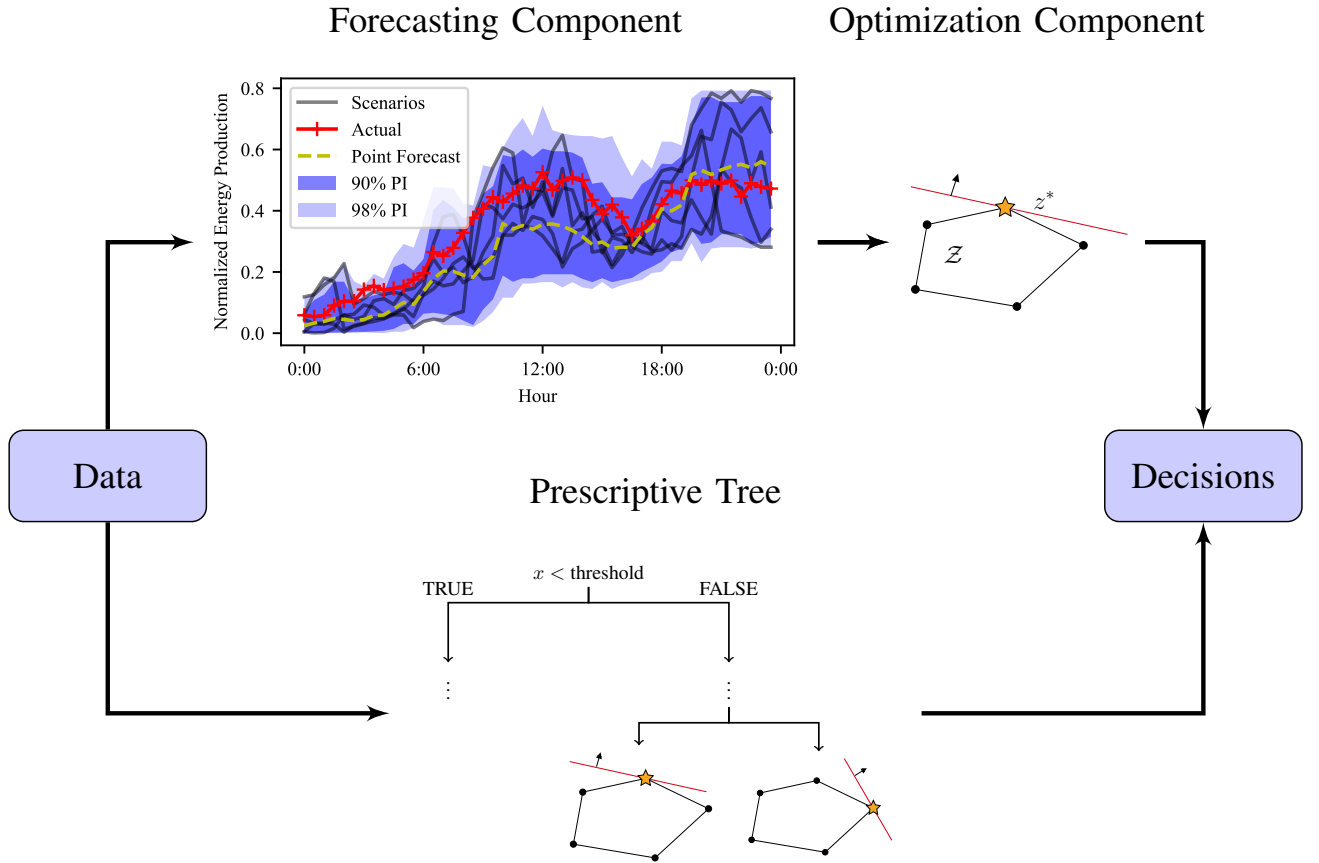 Forecasting Component
Optimization Component
Normalized Energy Production
0.8
0.6
0.4
0.2
0.0
Scenarios
Actual
Point Forecast
90% PI
98% PI
0:00
6:00
12:00
18:00
0:00
Hour
z*
𝒵
Data
Decisions
Prescriptive Tree
x < threshold
TRUE
FALSE
⋮
⋮